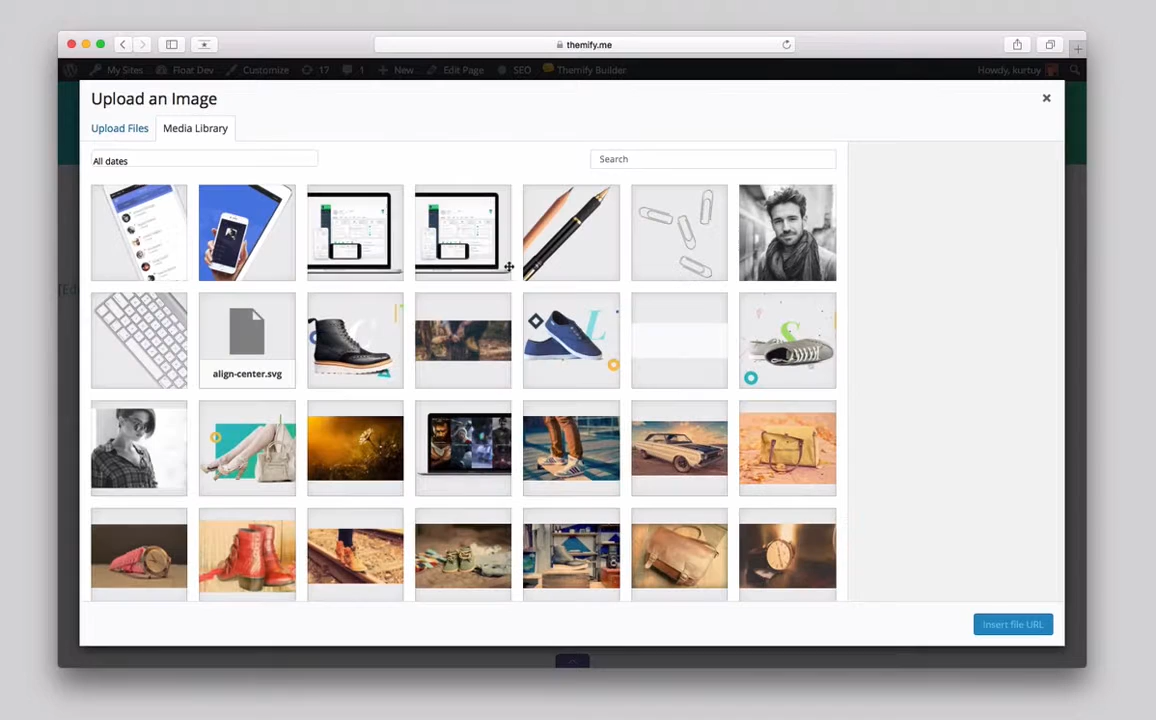 themify.me
My Sites Float Dev Customize 17 1 New Edit Page SEO Themify Builder Howdy, kurtuy
Upload an Image
Upload Files Media Library
All dates Search
align-center.svg
Insert file URL